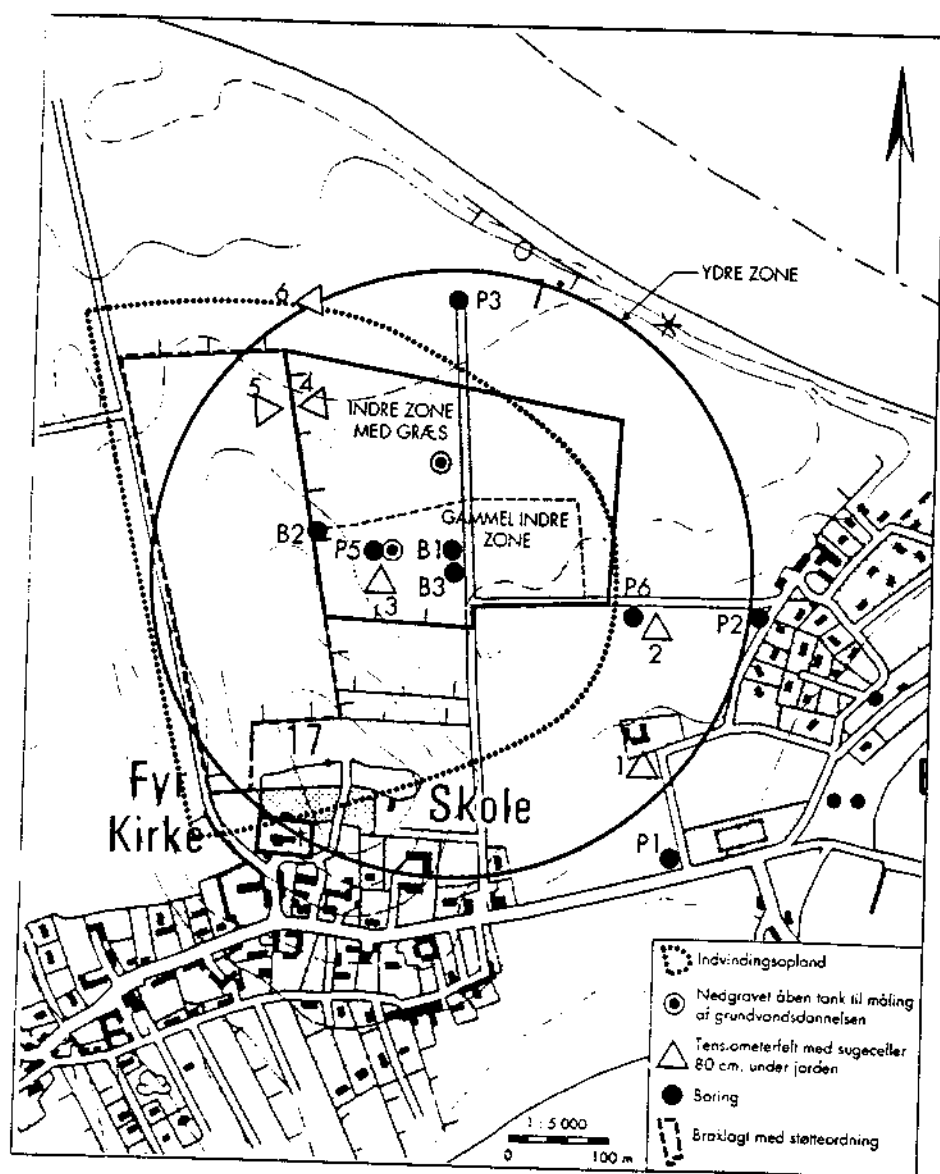 YDRE ZONE
6
P3
5
4
INDRE ZONE
MED GRÆS
GAMMEL INDRE
ZONE
B2
P5
B1
B3
3
P6
P2
2
17
1
Fyr
Kirke
Skole
P1
Indvindingsopland
Nedgravet åben tank til måling
af grundvandsdannelsen
Tensiometerfelt med sugeceller
80 cm. under jorden
Boring
Braklagt med støtteordning
1 : 5 000
0
100 m